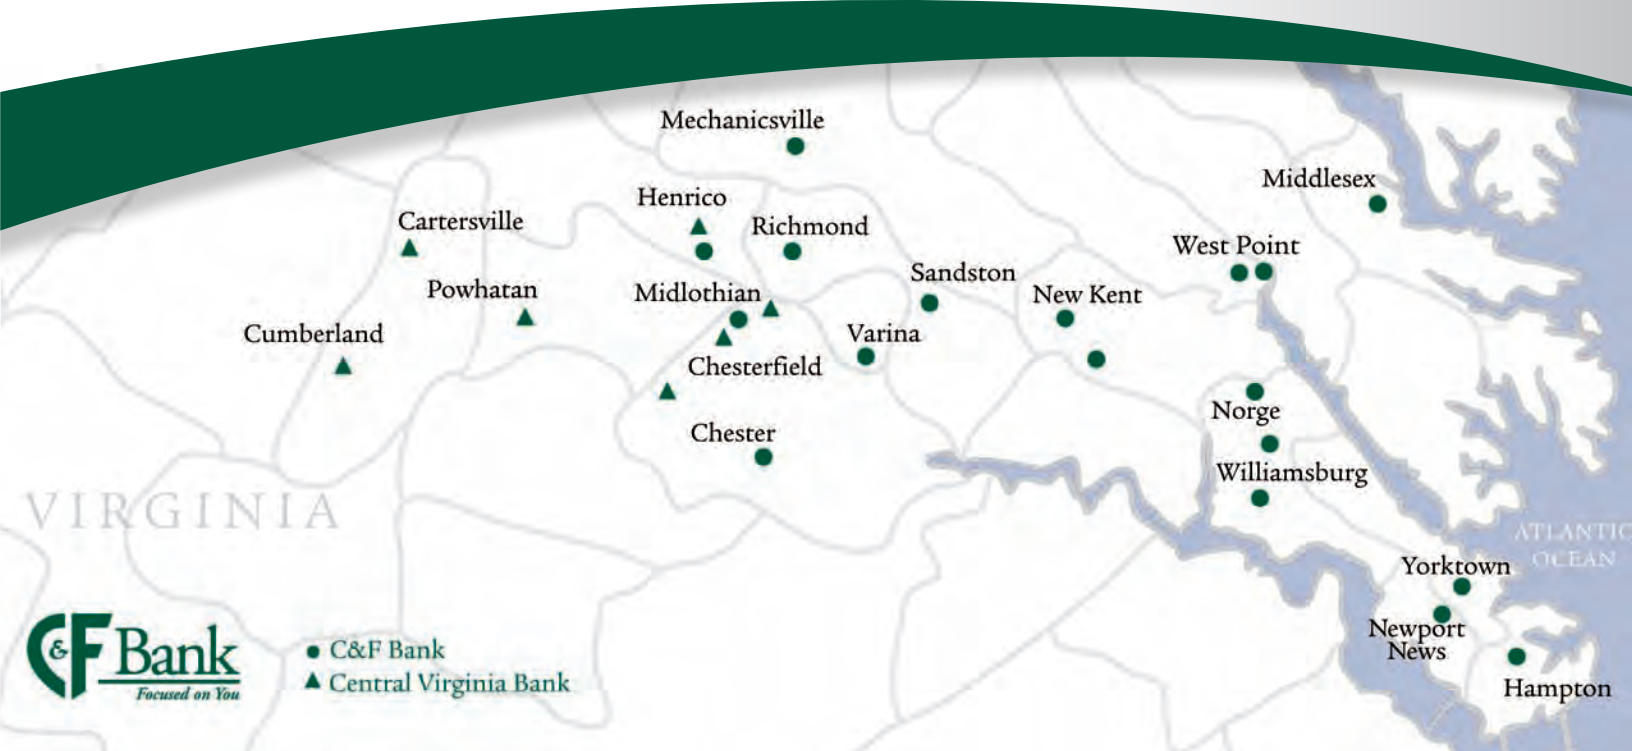 Mechanicsville
Middlesex
Henrico
Cartersville
Richmond
West Point
Sandston
Powhatan
Midlothian
New Kent
Cumberland
Varina
Chesterfield
Norge
Chester
Williamsburg
VIRGINIA
ATLANTIC
OCEAN
Yorktown
Newport
News
Hampton
C&F Bank
Focused on You
C&F Bank
Central Virginia Bank